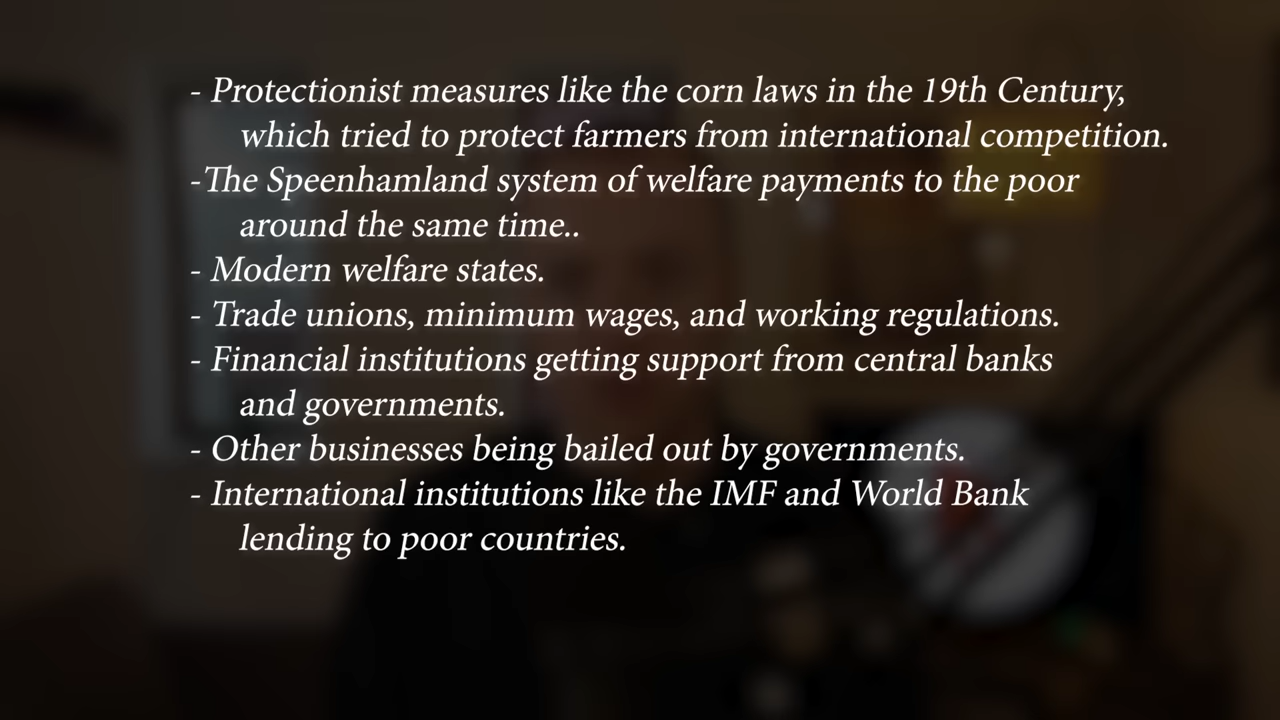 - Protectionist measures like the corn laws in the 19th Century,
which tried to protect farmers from international competition.
-The Speenhamland system of welfare payments to the poor
around the same time..
- Modern welfare states.
- Trade unions, minimum wages, and working regulations.
- Financial institutions getting support from central banks
and governments.
- Other businesses being bailed out by governments.
- International institutions like the IMF and World Bank
lending to poor countries.